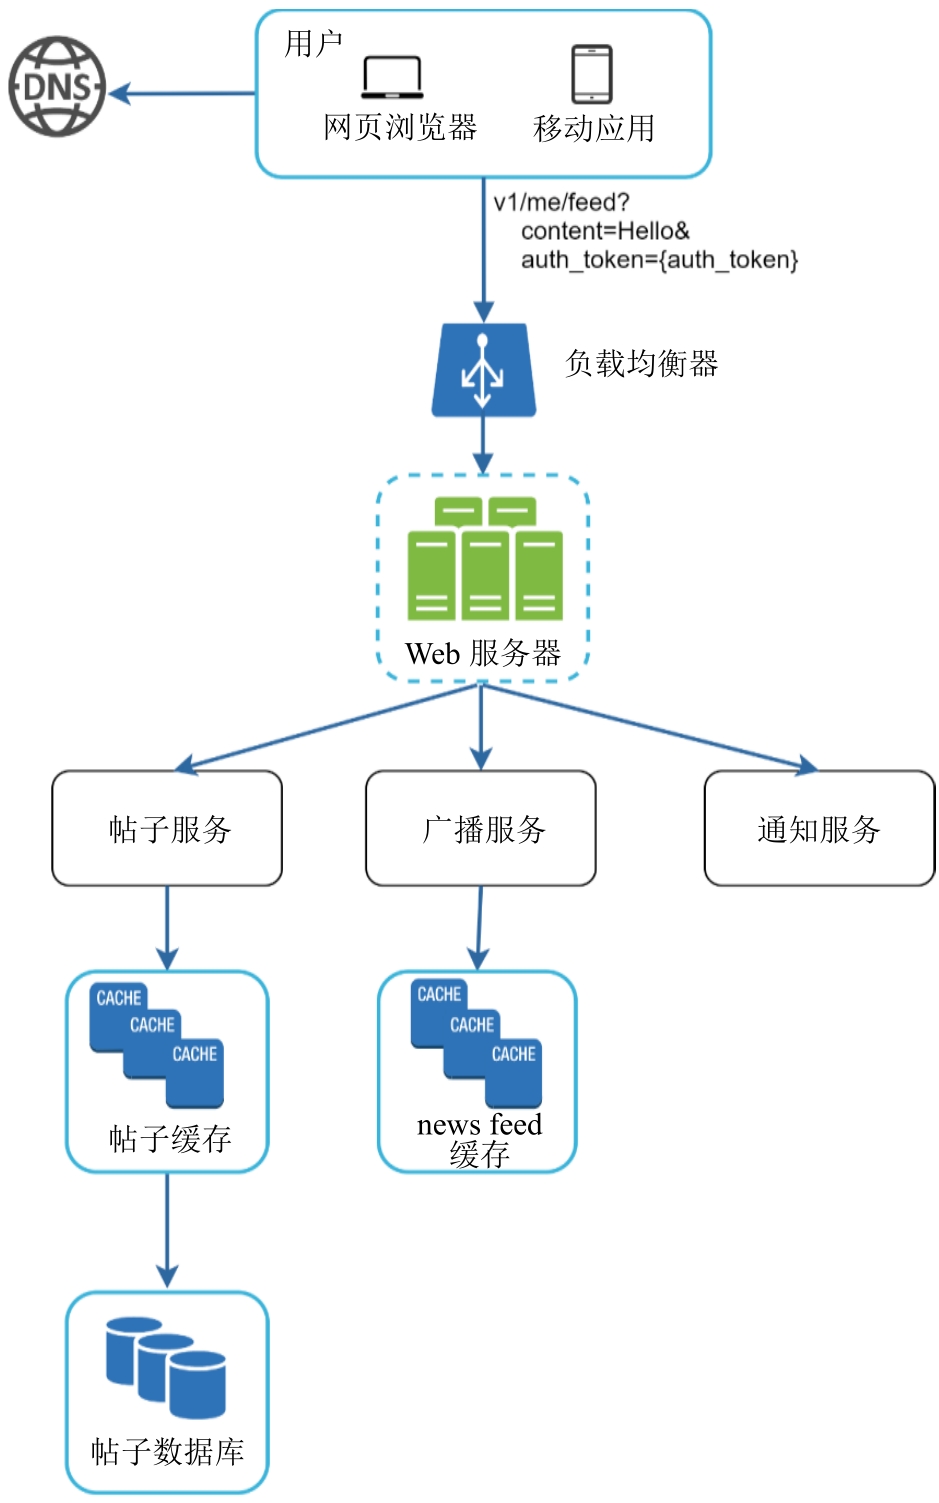 用户
DNS
网页浏览器
移动应用
v1/me/feed?
content=Hello&
auth_token={auth_token}
负载均衡器
Web 服务器
帖子服务
广播服务
通知服务
CACHE
CACHE
CACHE
帖子缓存
CACHE
CACHE
CACHE
news feed
缓存
帖子数据库